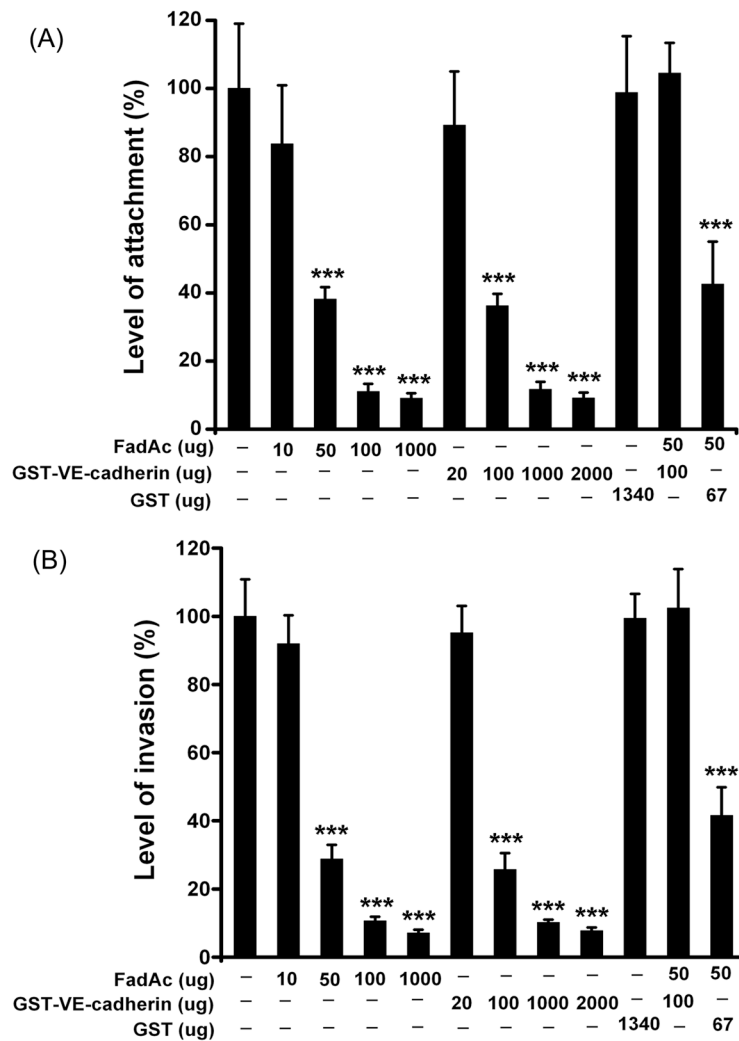 (A)
Level of attachment (%)
120
100
80
60
40
20
0
*** *** *** *** *** *** ***
FadAc (ug) – 10 50 100 1000 – – – – – 50 50
GST-VE-cadherin (ug) – – – – – 20 100 1000 2000 – 100 –
GST (ug) – – – – – – – – – 1340 – 67
(B)
Level of invasion (%)
120
100
80
60
40
20
0
*** *** *** *** *** *** ***
FadAc (ug) – 10 50 100 1000 – – – – – 50 50
GST-VE-cadherin (ug) – – – – – 20 100 1000 2000 – 100 –
GST (ug) – – – – – – – – – 1340 – 67